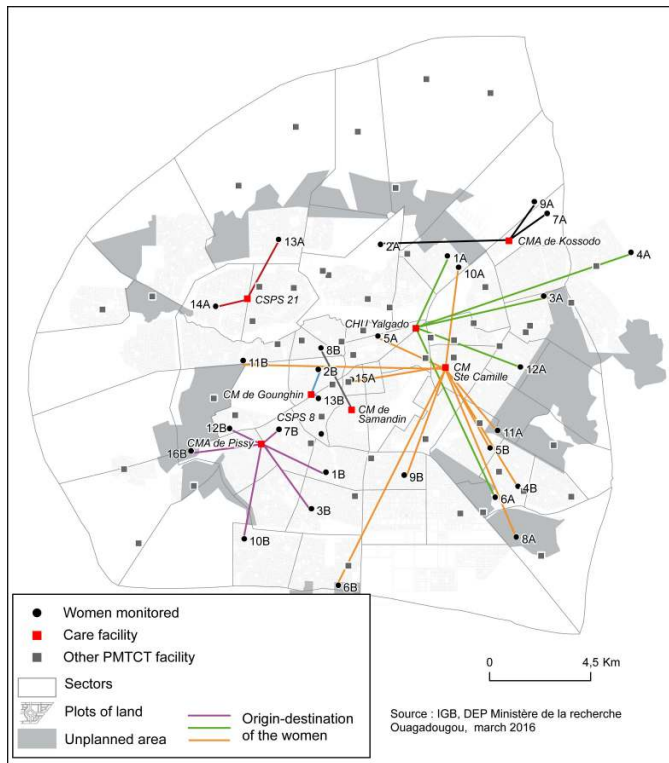 9A
7A
13A
2A
CMA de Kossodo
1A
4A
10A
14A
CSPS 21
3A
CHU Yalgado
5A
8B
11B
2B
15A
CM
Ste Camille
12A
CM de Gounghin
13B
CM de
Samandin
CSPS 8
12B
7B
11A
CMA de Pissy
16B
5B
1B
9B
4B
6A
3B
8A
10B
6B
Women monitored
Care facility
Other PMTCT facility
Sectors
Plots of land
Unplanned area
Origin-destination
of the women
0 4,5 Km
Source : IGB, DEP Ministère de la recherche
Ouagadougou, march 2016